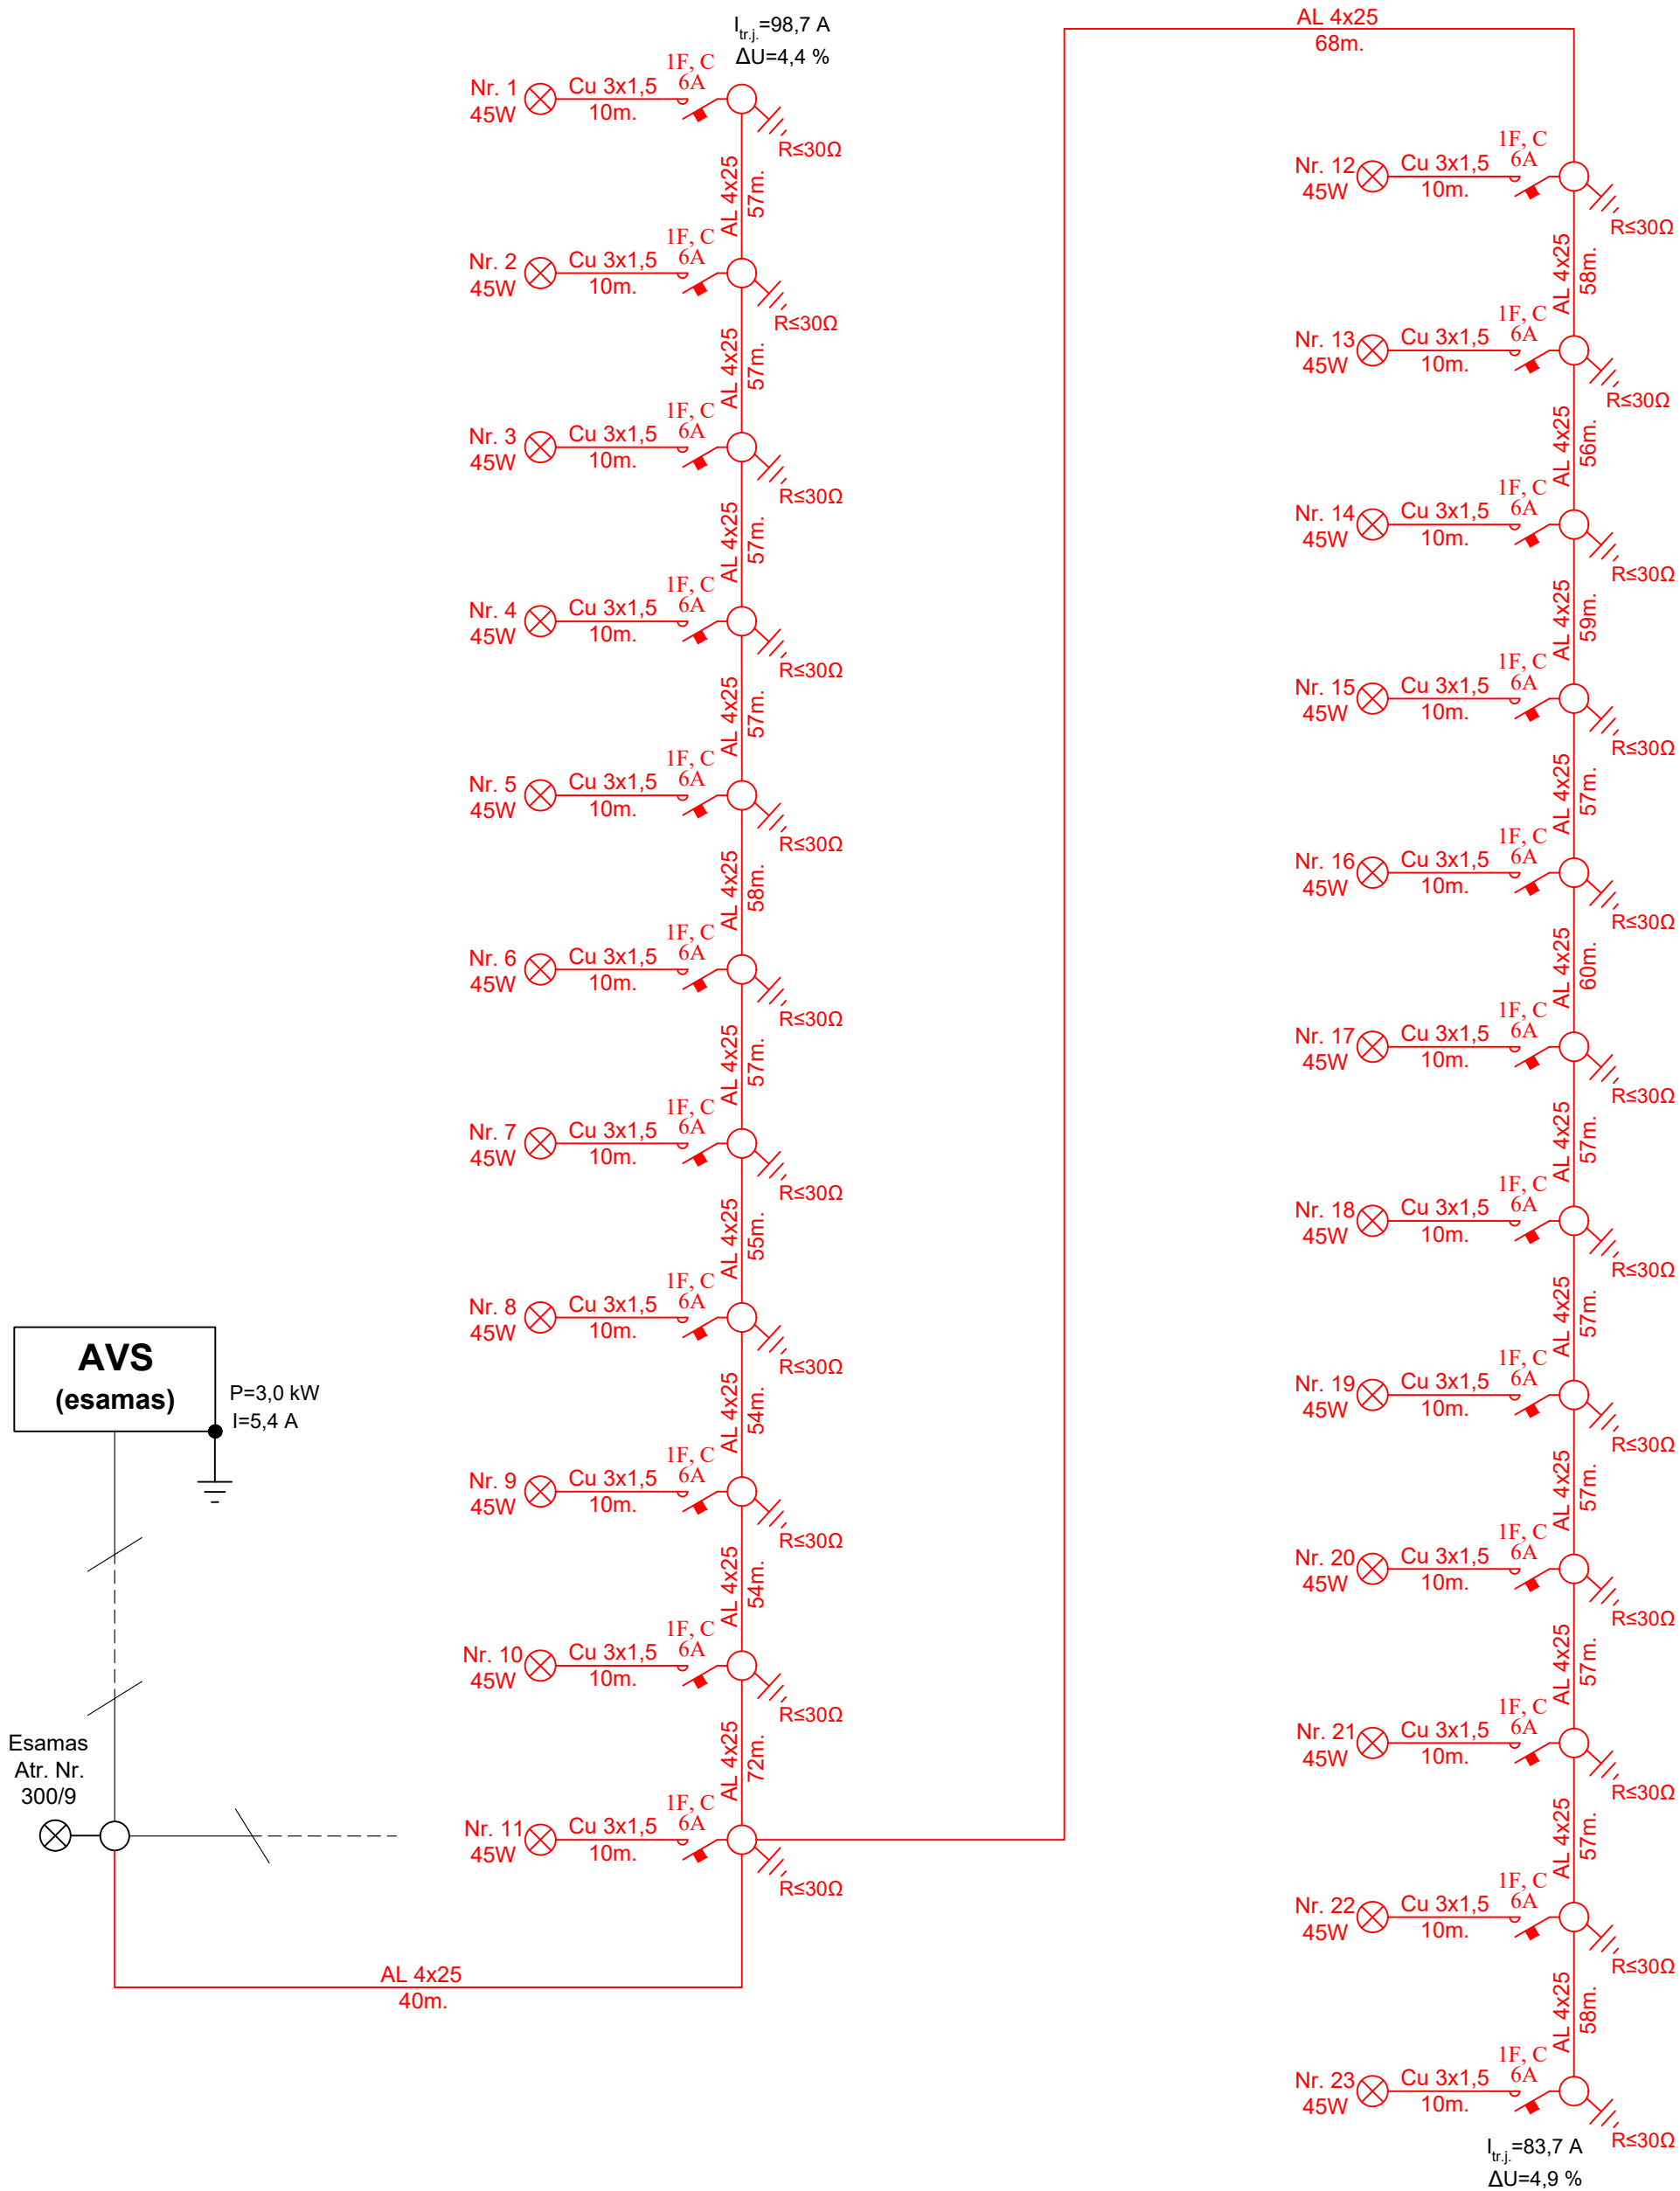 I tr.j.=98,7 A
ΔU=4,4 %
Nr. 1
45W
Cu 3x1,5
10m.
1F, C
6A
R≤30Ω
AL 4x25
57m.
Nr. 2
45W
Cu 3x1,5
10m.
1F, C
6A
R≤30Ω
AL 4x25
57m.
Nr. 3
45W
Cu 3x1,5
10m.
1F, C
6A
R≤30Ω
AL 4x25
57m.
Nr. 4
45W
Cu 3x1,5
10m.
1F, C
6A
R≤30Ω
AL 4x25
57m.
Nr. 5
45W
Cu 3x1,5
10m.
1F, C
6A
R≤30Ω
AL 4x25
58m.
Nr. 6
45W
Cu 3x1,5
10m.
1F, C
6A
R≤30Ω
AL 4x25
57m.
Nr. 7
45W
Cu 3x1,5
10m.
1F, C
6A
R≤30Ω
AL 4x25
55m.
Nr. 8
45W
Cu 3x1,5
10m.
1F, C
6A
R≤30Ω
AL 4x25
54m.
Nr. 9
45W
Cu 3x1,5
10m.
1F, C
6A
R≤30Ω
AL 4x25
54m.
Nr. 10
45W
Cu 3x1,5
10m.
1F, C
6A
R≤30Ω
AL 4x25
72m.
Nr. 11
45W
Cu 3x1,5
10m.
1F, C
6A
R≤30Ω
AVS
(esamas)
P=3,0 kW
I=5,4 A
Esamas
Atr. Nr.
300/9
AL 4x25
40m.
AL 4x25
68m.
Nr. 12
45W
Cu 3x1,5
10m.
1F, C
6A
R≤30Ω
AL 4x25
58m.
Nr. 13
45W
Cu 3x1,5
10m.
1F, C
6A
R≤30Ω
AL 4x25
56m.
Nr. 14
45W
Cu 3x1,5
10m.
1F, C
6A
R≤30Ω
AL 4x25
59m.
Nr. 15
45W
Cu 3x1,5
10m.
1F, C
6A
R≤30Ω
AL 4x25
57m.
Nr. 16
45W
Cu 3x1,5
10m.
1F, C
6A
R≤30Ω
AL 4x25
60m.
Nr. 17
45W
Cu 3x1,5
10m.
1F, C
6A
R≤30Ω
AL 4x25
57m.
Nr. 18
45W
Cu 3x1,5
10m.
1F, C
6A
R≤30Ω
AL 4x25
57m.
Nr. 19
45W
Cu 3x1,5
10m.
1F, C
6A
R≤30Ω
AL 4x25
57m.
Nr. 20
45W
Cu 3x1,5
10m.
1F, C
6A
R≤30Ω
AL 4x25
57m.
Nr. 21
45W
Cu 3x1,5
10m.
1F, C
6A
R≤30Ω
AL 4x25
57m.
Nr. 22
45W
Cu 3x1,5
10m.
1F, C
6A
R≤30Ω
AL 4x25
58m.
Nr. 23
45W
Cu 3x1,5
10m.
1F, C
6A
R≤30Ω
I tr.j.=83,7 A
ΔU=4,9 %